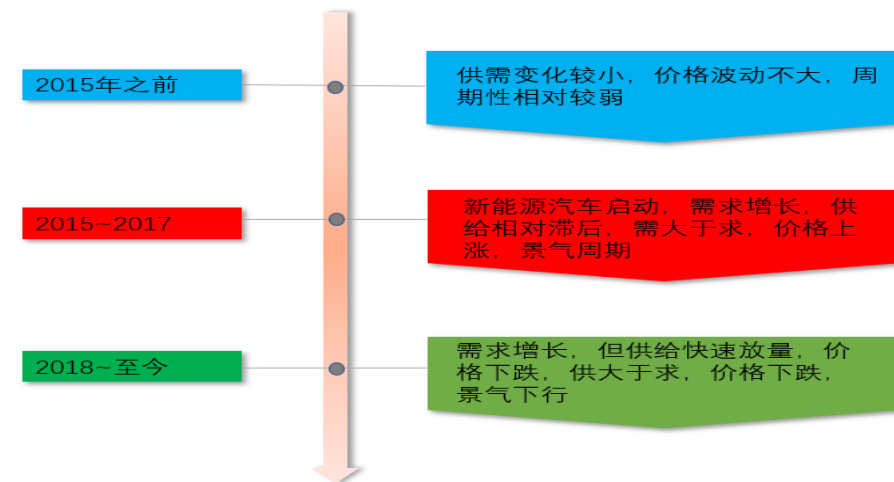 2015年之前
供需变化较小，价格波动不大，周
期性相对较弱
2015~2017
新能源汽车启动，需求增长，供
给相对滞后，需大于求，价格上
涨，景气周期
2018~至今
需求增长，但供给快速放量，价
格下跌，供大于求，价格下跌，
景气下行